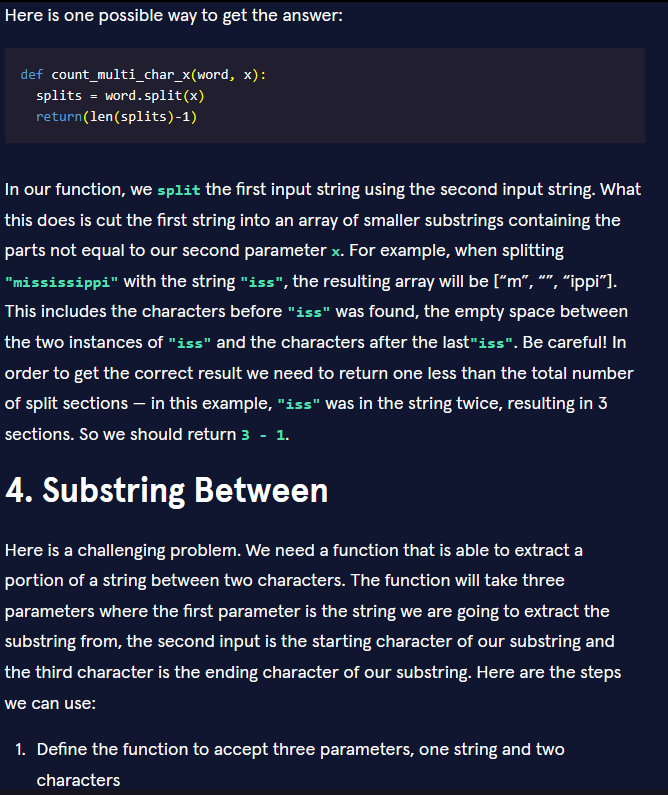 Here is one possible way to get the answer:
def count_multi_char_x(word, x):
  splits = word.split(x)
  return(len(splits)-1)
In our function, we split the first input string using the second input string. What
this does is cut the first string into an array of smaller substrings containing the
parts not equal to our second parameter x. For example, when splitting
"mississippi" with the string "iss", the resulting array will be [“m”, “”, “ippi”].
This includes the characters before "iss" was found, the empty space between
the two instances of "iss" and the characters after the last"iss". Be careful! In
order to get the correct result we need to return one less than the total number
of split sections — in this example, "iss" was in the string twice, resulting in 3
sections. So we should return 3 - 1.
4. Substring Between
Here is a challenging problem. We need a function that is able to extract a
portion of a string between two characters. The function will take three
parameters where the first parameter is the string we are going to extract the
substring from, the second input is the starting character of our substring and
the third character is the ending character of our substring. Here are the steps
we can use:
1. Define the function to accept three parameters, one string and two
characters